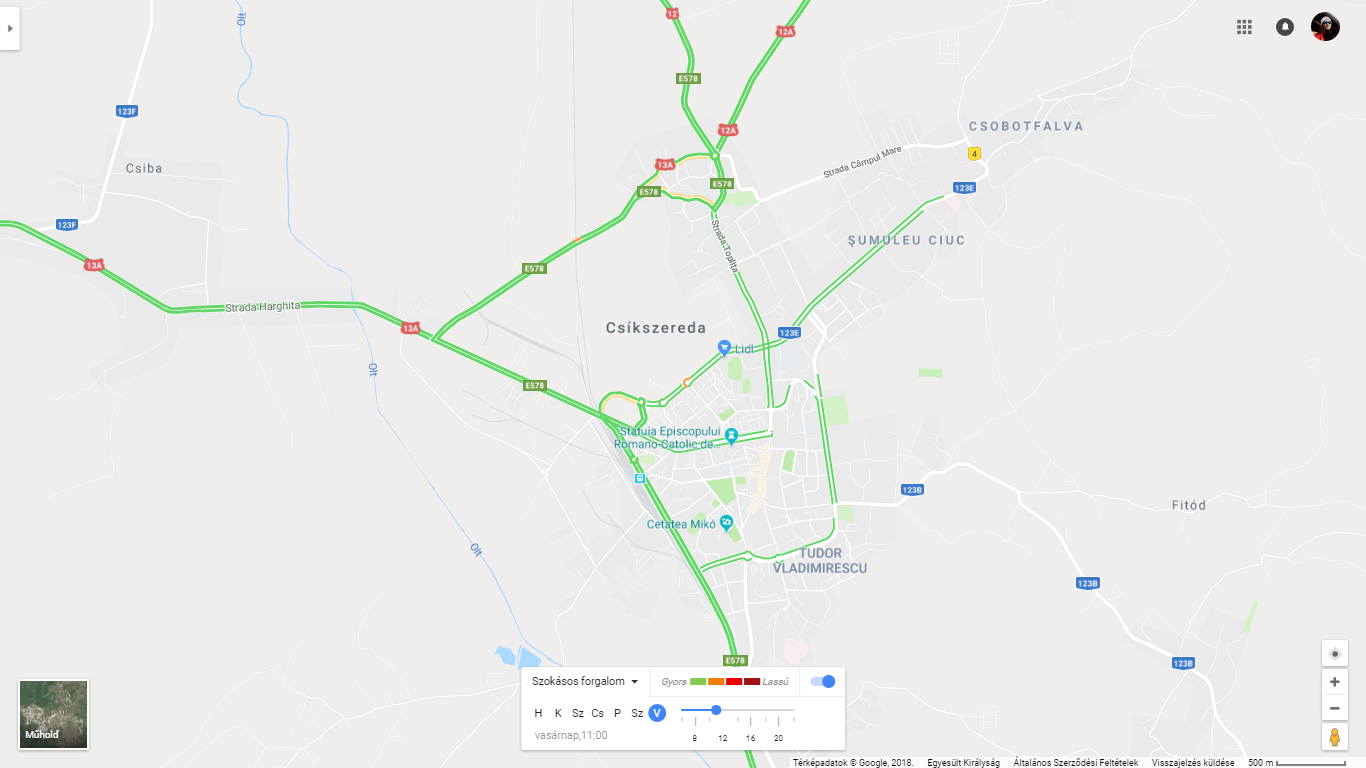 Olt
12
12A
E578
123F
12A
CSOBOTFALVA
Csiba
13A
Strada Câmpul Mare
4
E578
E578
123E
123F
Strada Toplița
ŞUMULEU CIUC
13A
E578
Strada Harghita
13A
Csíkszereda
123E
Lidl
Olt
E578
Statuia Episcopului
Romano-Catolic de...
123B
Fitód
Cetatea Mikó
Olt
TUDOR
VLADIMIRESCU
123B
E578
123B
Szokásos forgalom
Gyors
Lassú
H K Sz Cs P Sz V
vasárnap,11:00
8 12 16 20
Műhold
Térképadatok © Google, 2018.
Egyesült Királyság
Általános Szerződési Feltételek
Visszajelzés küldése
500 m